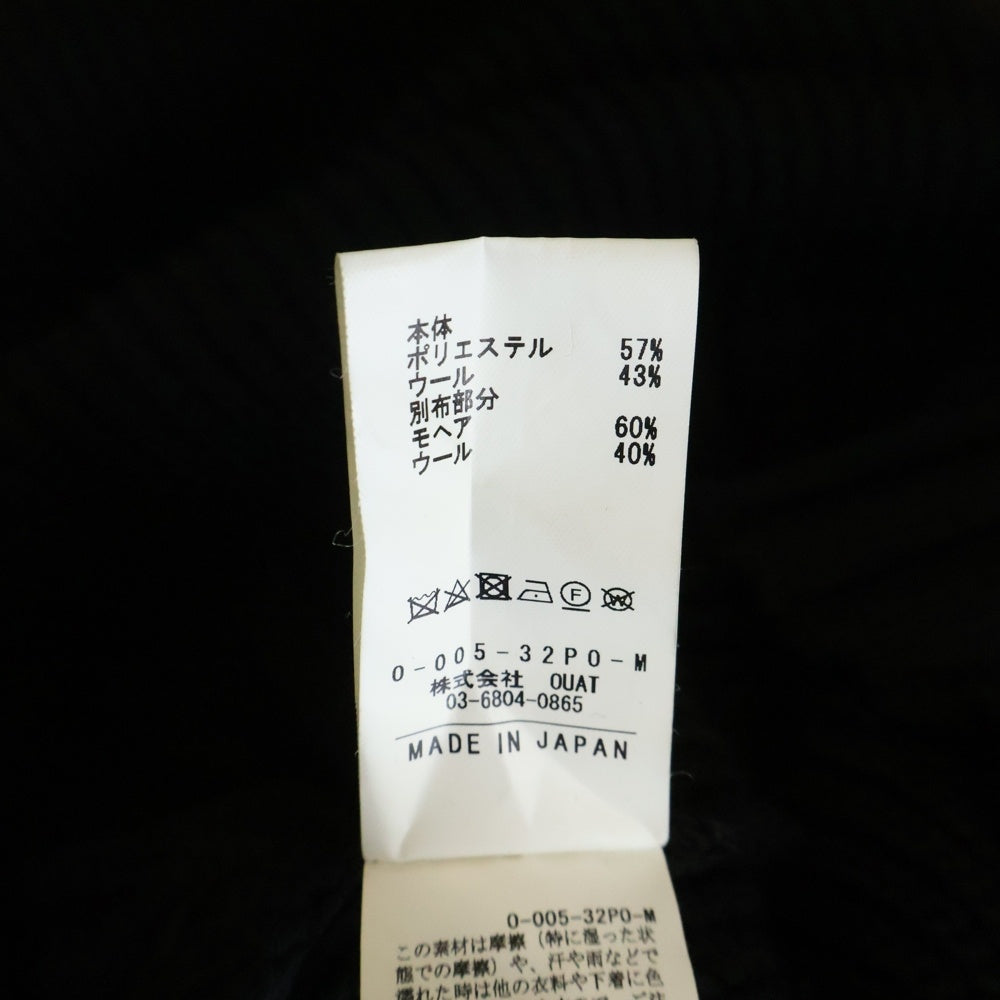 本体
ポリエステル 57%
ウール 43%
別布部分
モヘア 60%
ウール 40%
F W
0-005-32P0-M
株式会社 OUAT
03-6804-0865
MADE IN JAPAN
0-005-32P0-M
この素材は摩擦(特に湿った状
態での摩擦)や、汗や雨などで
濡れた時は他の衣料や下着に色